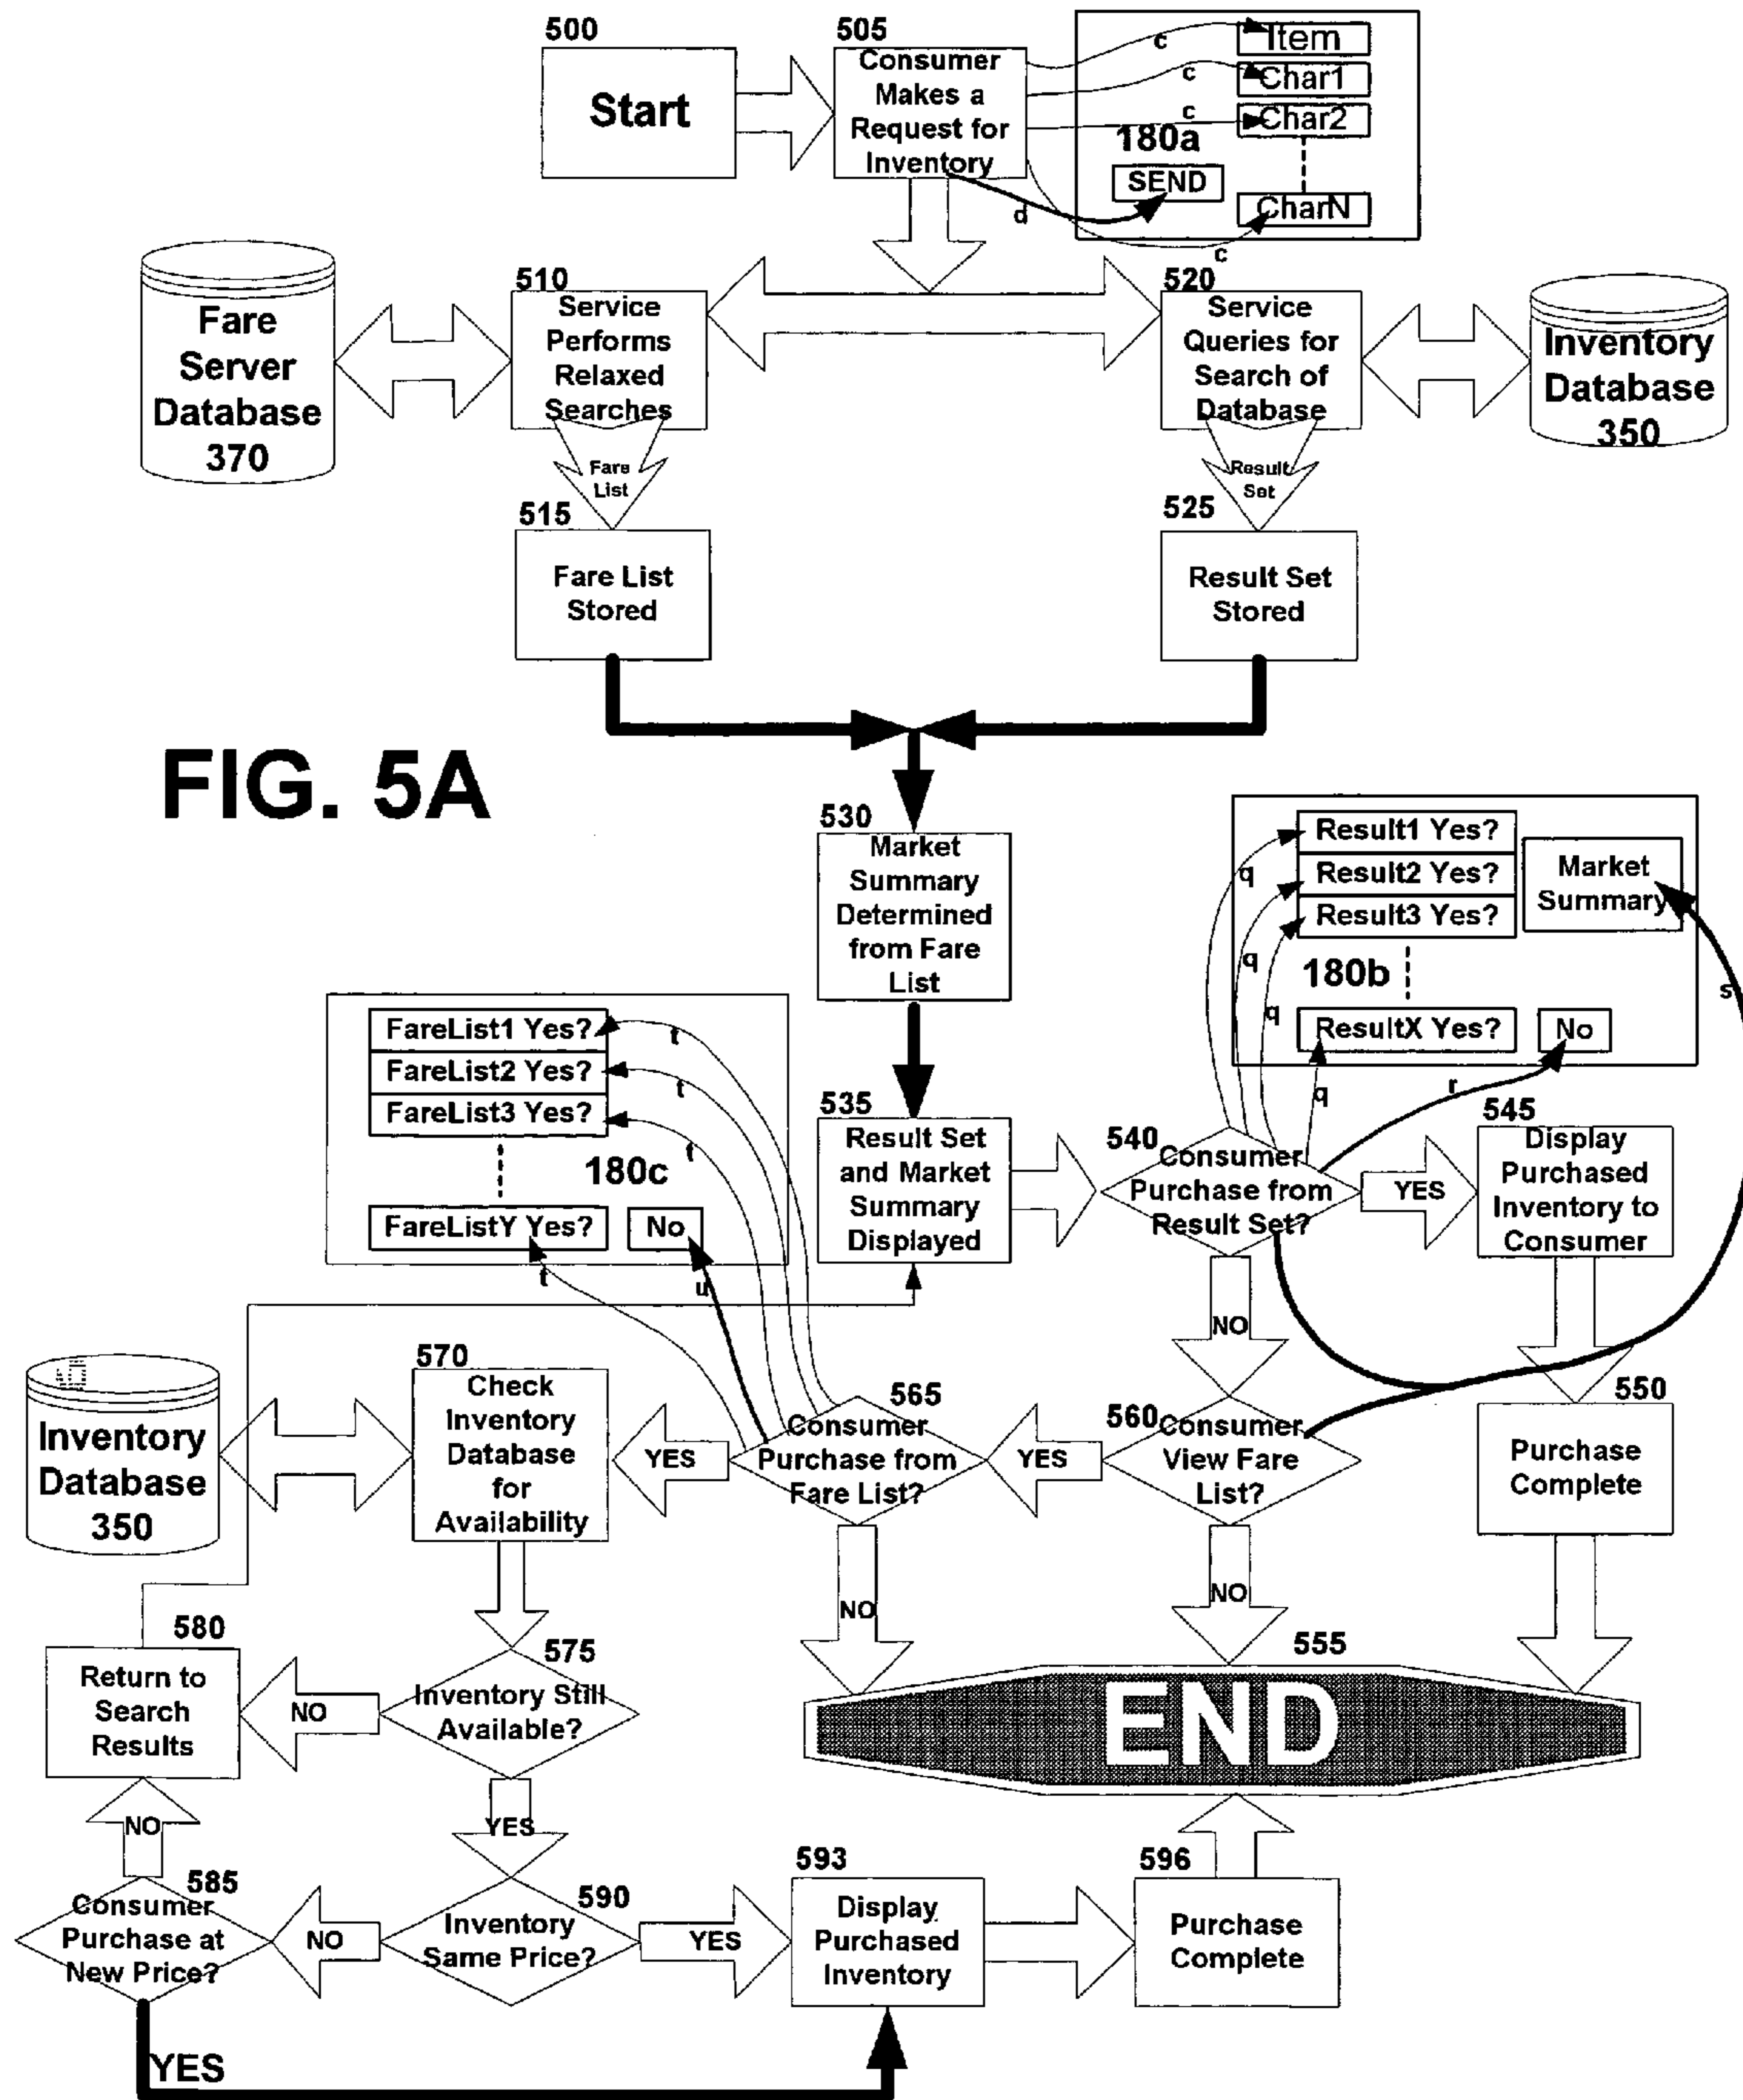 500
Start
505
Consumer
Makes a
Request for
Inventory
c
Item
c
Char1
c
Char2
180a
SEND
CharN
d
c
Fare
Server
Database
370
510
Service
Performs
Relaxed
Searches
520
Service
Queries for
Search of
Database
Inventory
Database
350
Fare
List
Result
Set
515
Fare List
Stored
525
Result Set
Stored
FIG. 5A
530
Market
Summary
Determined
from Fare
List
Result1 Yes?
Result2 Yes?
Result3 Yes?
Market
Summary
180b
ResultX Yes?
No
q
q
q
q
r
s
FareList1 Yes?
FareList2 Yes?
FareList3 Yes?
180c
FareListY Yes?
No
t
t
t
t
u
535
Result Set
and Market
Summary
Displayed
540
Consumer
Purchase from
Result Set?
YES
545
Display
Purchased
Inventory to
Consumer
NO
550
Purchase
Complete
560
Consumer
View Fare
List?
YES
565
Consumer
Purchase from
Fare List?
YES
570
Check
Inventory
Database
for
Availability
Inventory
Database
350
NO
NO
555
END
580
Return to
Search
Results
NO
575
Inventory Still
Available?
YES
NO
585
Consumer
Purchase at
New Price?
NO
590
Inventory
Same Price?
YES
593
Display
Purchased
Inventory
596
Purchase
Complete
YES